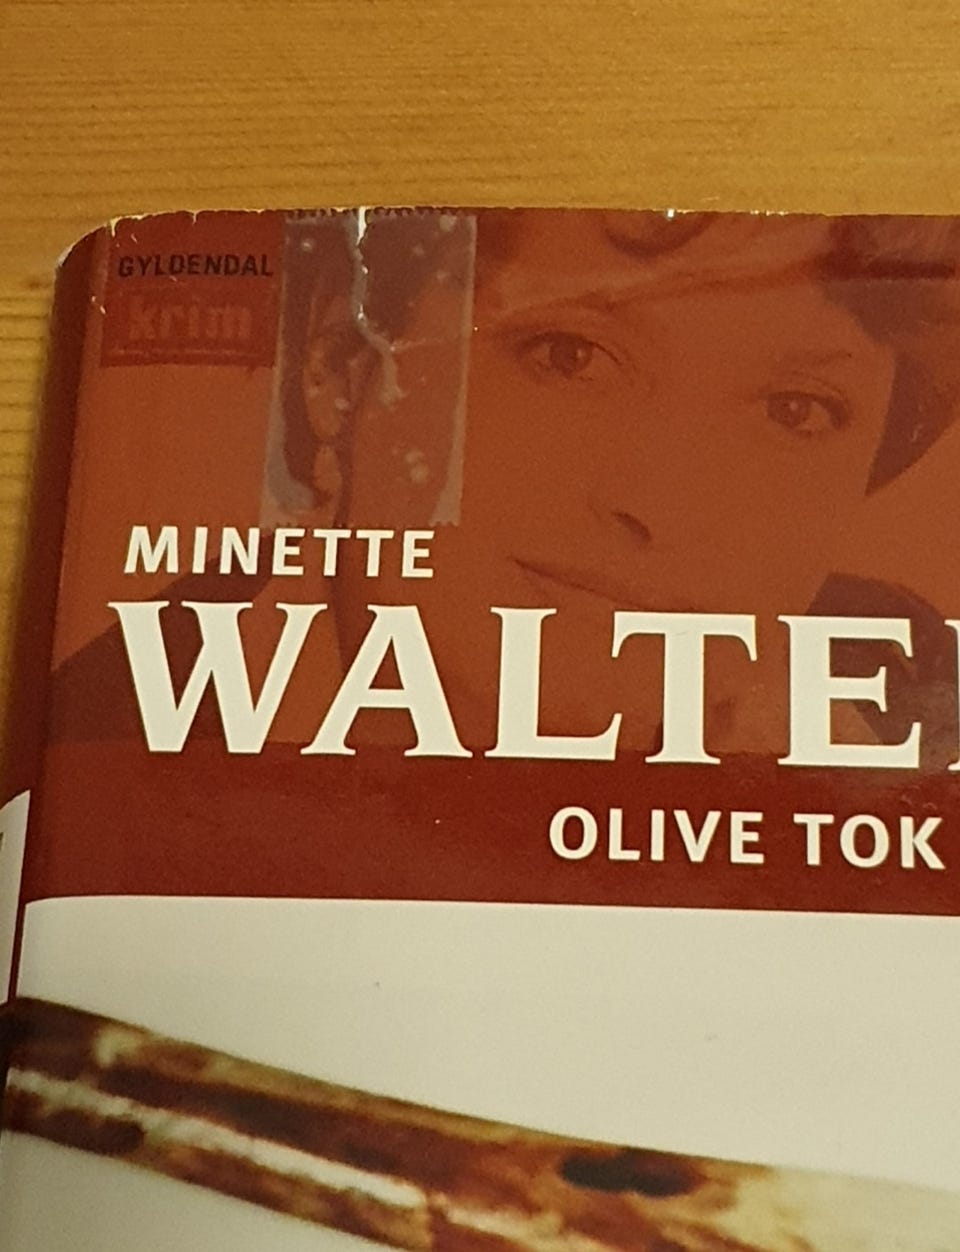 GYLDENDAL
krim
MINETTE
WALTE
OLIVE TOK